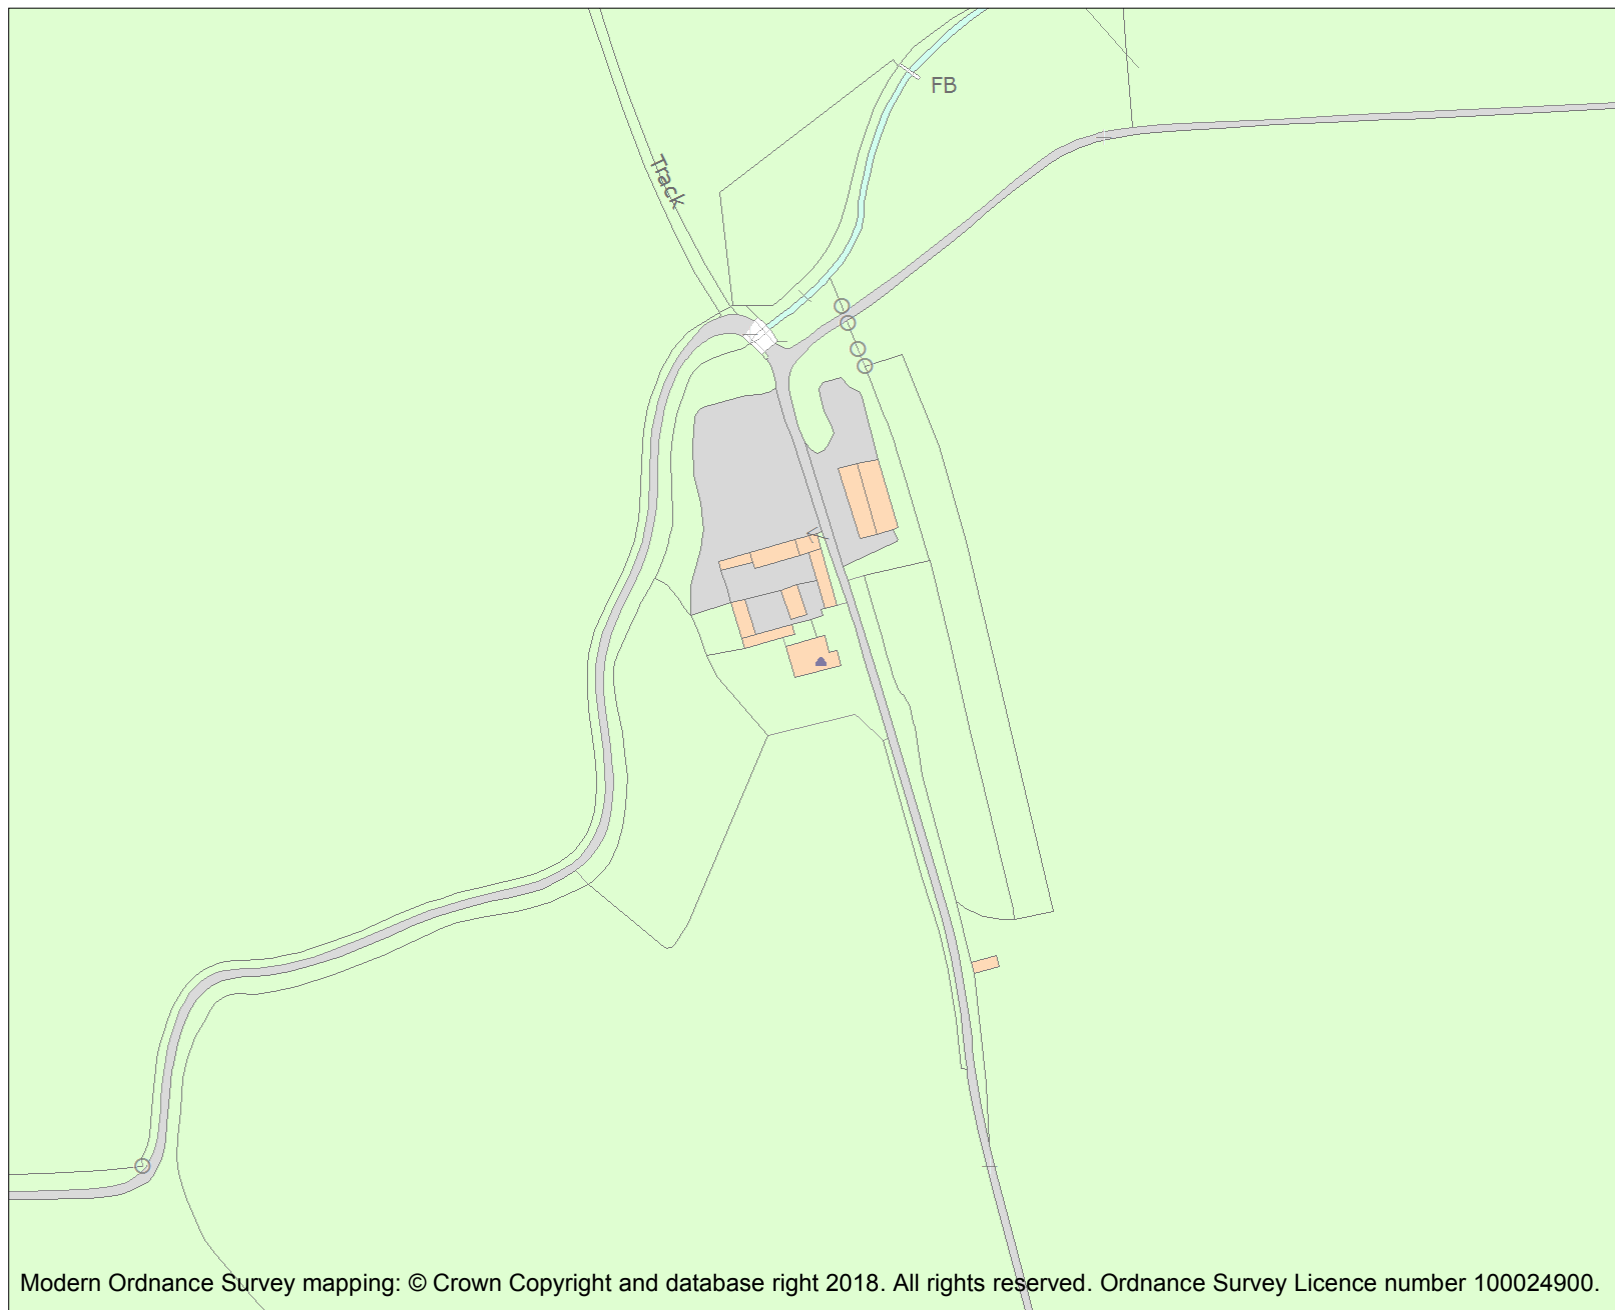 FB
Track
Modern Ordnance Survey mapping: © Crown Copyright and database right 2018. All rights reserved. Ordnance Survey Licence number 100024900.